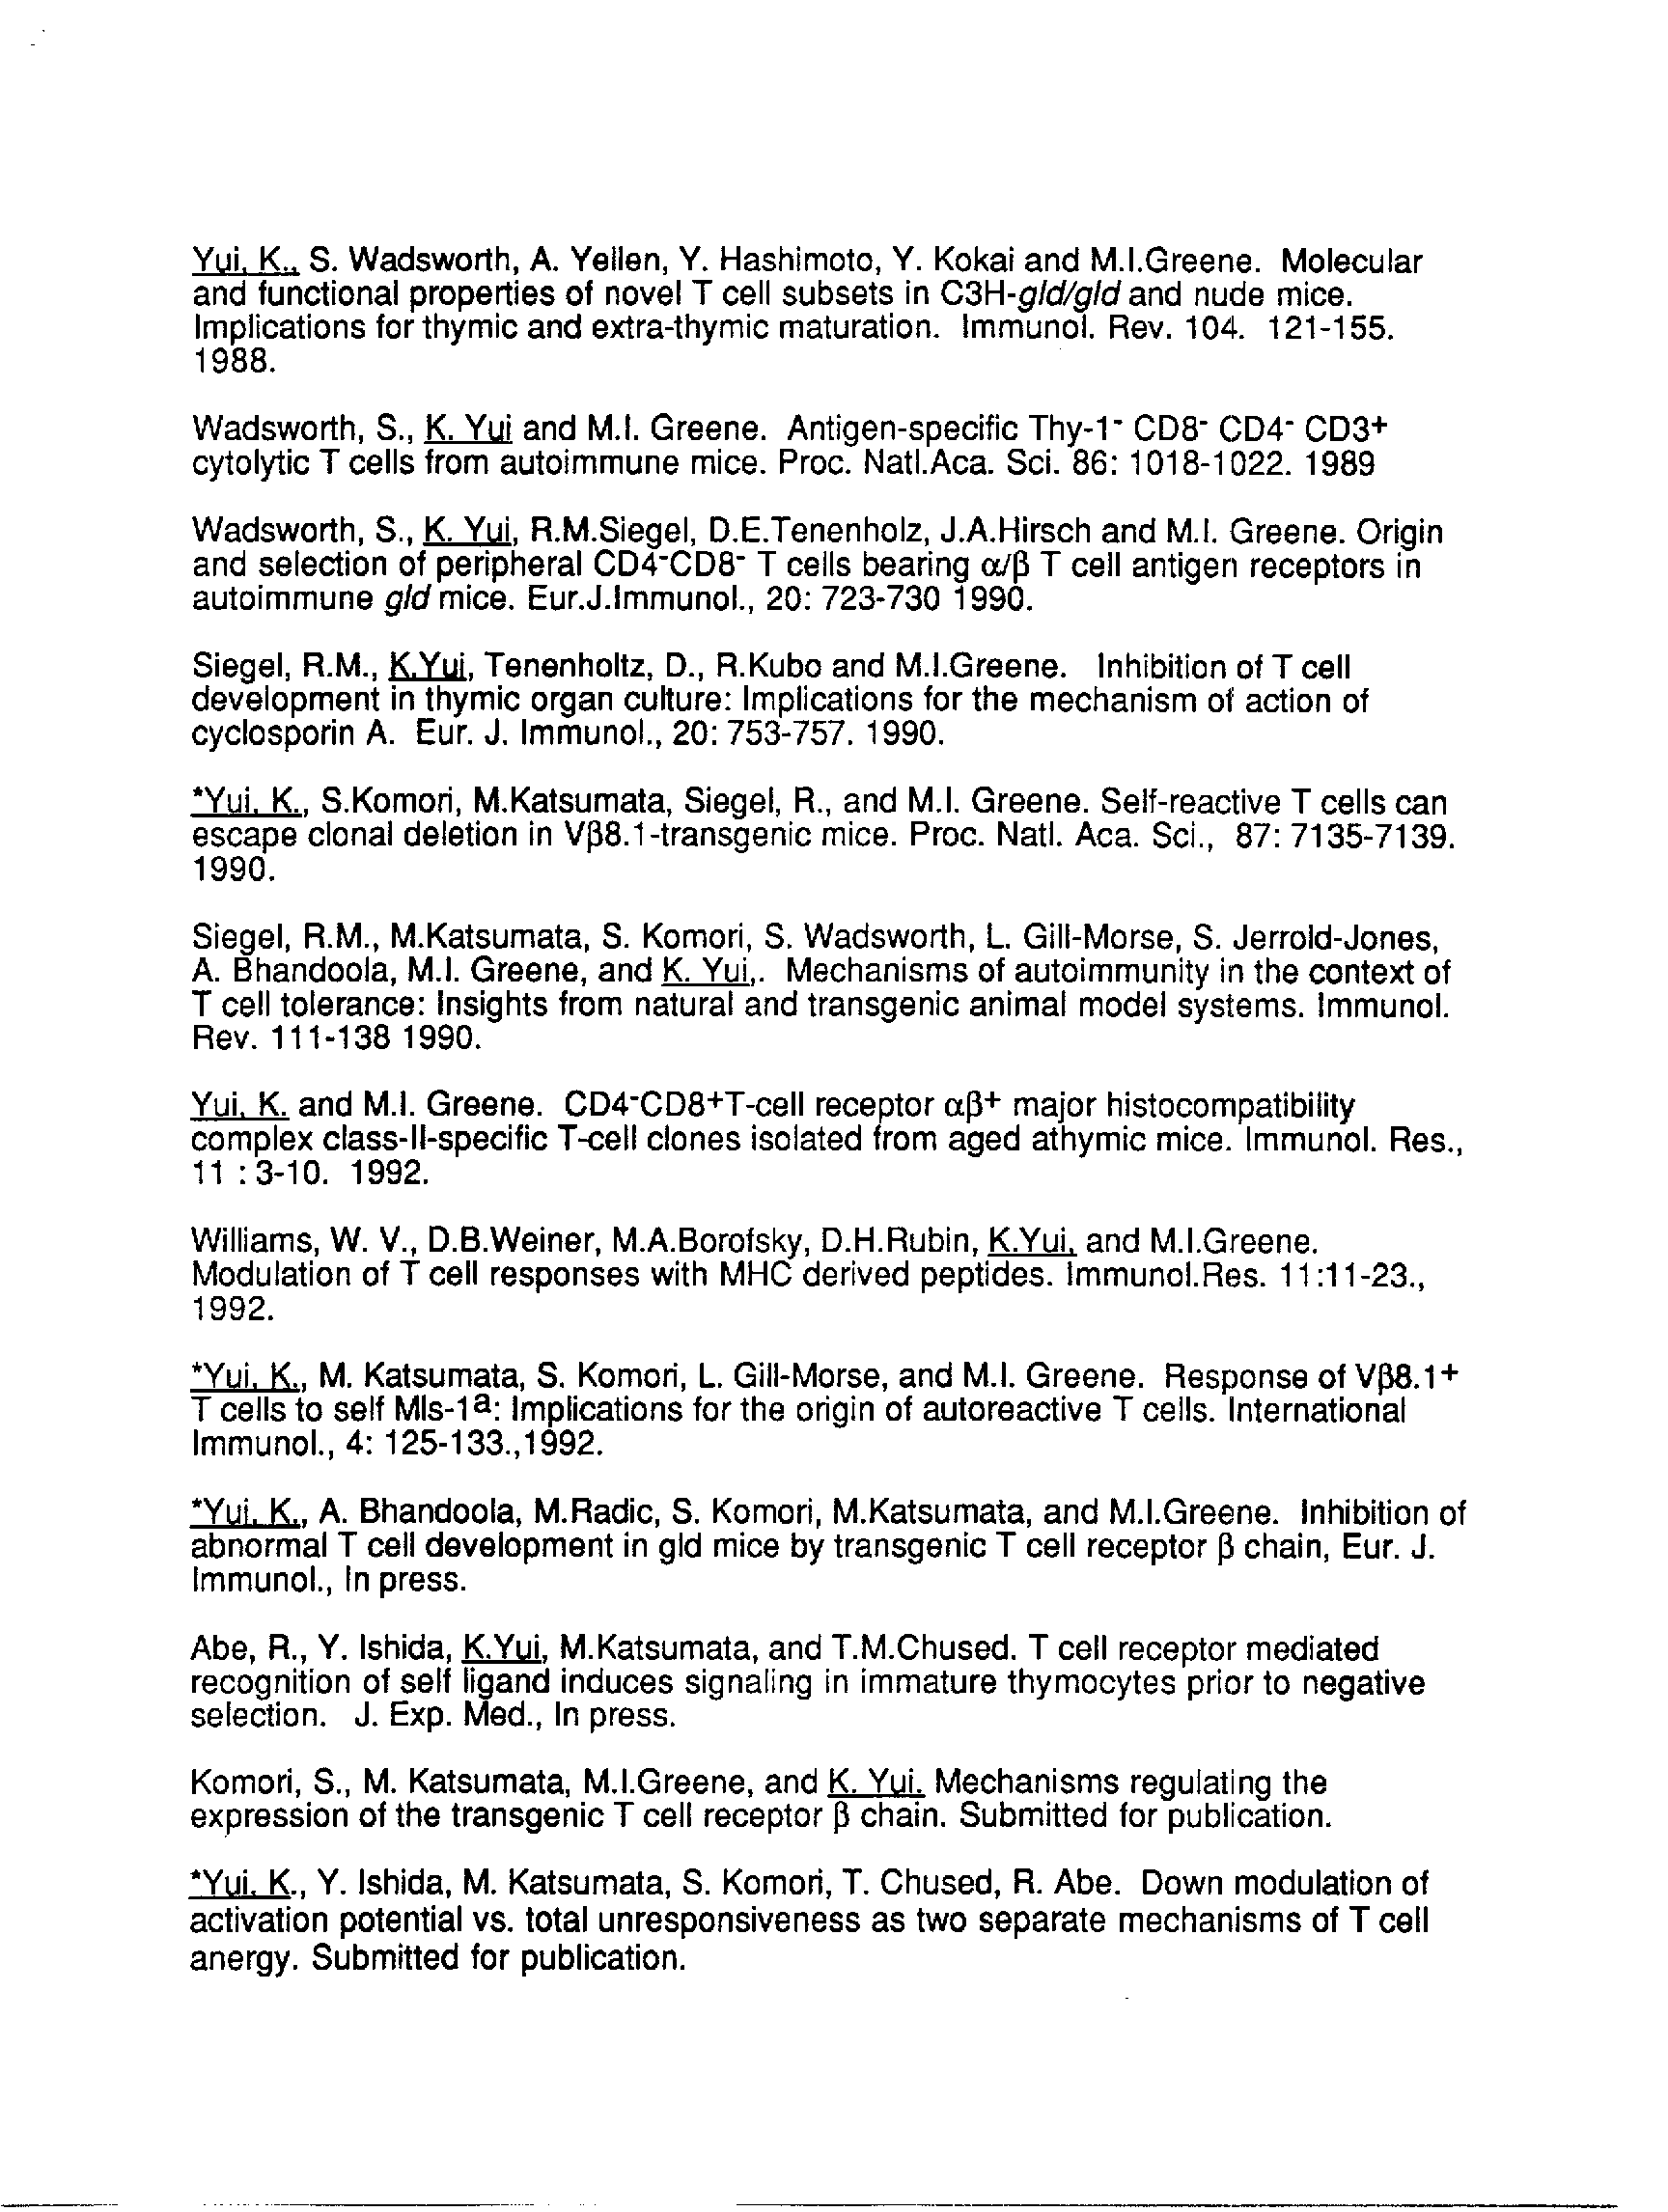 Yui, K., S. Wadsworth, A. Yellen, Y. Hashimoto, Y. Kokai and M.I.Greene. Molecular
and functional properties of novel T cell subsets in C3H-gld/gld and nude mice.
Implications for thymic and extra-thymic maturation. Immunol. Rev. 104. 121-155.
1988.
Wadsworth, S., K. Yui and M.I. Greene. Antigen-specific Thy-1⁻ CD8⁻ CD4⁻ CD3+
cytolytic T cells from autoimmune mice. Proc. Natl.Aca. Sci. 86: 1018-1022. 1989
Wadsworth, S., K. Yui, R.M.Siegel, D.E.Tenenholz, J.A.Hirsch and M.I. Greene. Origin
and selection of peripheral CD4⁻CD8⁻ T cells bearing α/β T cell antigen receptors in
autoimmune gld mice. Eur.J.Immunol., 20: 723-730 1990.
Siegel, R.M., K.Yui, Tenenholtz, D., R.Kubo and M.I.Greene. Inhibition of T cell
development in thymic organ culture: Implications for the mechanism of action of
cyclosporin A. Eur. J. Immunol., 20: 753-757. 1990.
*Yui, K., S.Komori, M.Katsumata, Siegel, R., and M.I. Greene. Self-reactive T cells can
escape clonal deletion in Vβ8.1-transgenic mice. Proc. Natl. Aca. Sci., 87: 7135-7139.
1990.
Siegel, R.M., M.Katsumata, S. Komori, S. Wadsworth, L. Gill-Morse, S. Jerrold-Jones,
A. Bhandoola, M.I. Greene, and K. Yui,. Mechanisms of autoimmunity in the context of
T cell tolerance: Insights from natural and transgenic animal model systems. Immunol.
Rev. 111-138 1990.
Yui, K. and M.I. Greene. CD4⁻CD8+T-cell receptor αβ+ major histocompatibility
complex class-II-specific T-cell clones isolated from aged athymic mice. Immunol. Res.,
11 : 3-10. 1992.
Williams, W. V., D.B.Weiner, M.A.Borofsky, D.H.Rubin, K.Yui, and M.I.Greene.
Modulation of T cell responses with MHC derived peptides. Immunol.Res. 11:11-23.,
1992.
*Yui, K., M. Katsumata, S. Komori, L. Gill-Morse, and M.I. Greene. Response of Vβ8.1+
T cells to self Mls-1a: Implications for the origin of autoreactive T cells. International
Immunol., 4: 125-133.,1992.
*Yui, K., A. Bhandoola, M.Radic, S. Komori, M.Katsumata, and M.I.Greene. Inhibition of
abnormal T cell development in gld mice by transgenic T cell receptor β chain, Eur. J.
Immunol., In press.
Abe, R., Y. Ishida, K.Yui, M.Katsumata, and T.M.Chused. T cell receptor mediated
recognition of self ligand induces signaling in immature thymocytes prior to negative
selection. J. Exp. Med., In press.
Komori, S., M. Katsumata, M.I.Greene, and K. Yui. Mechanisms regulating the
expression of the transgenic T cell receptor β chain. Submitted for publication.
*Yui, K., Y. Ishida, M. Katsumata, S. Komori, T. Chused, R. Abe. Down modulation of
activation potential vs. total unresponsiveness as two separate mechanisms of T cell
anergy. Submitted for publication.